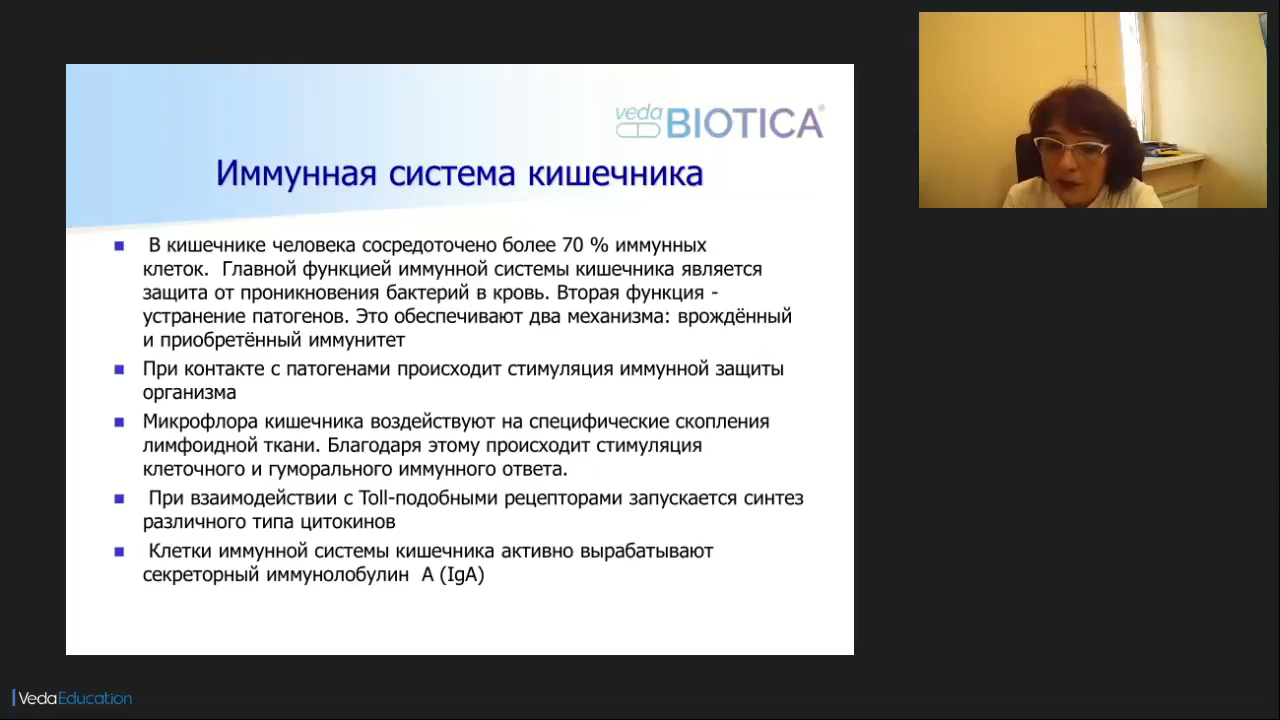 veda BIOTICA®
Иммунная система кишечника
В кишечнике человека сосредоточено более 70 % иммунных
клеток. Главной функцией иммунной системы кишечника является
защита от проникновения бактерий в кровь. Вторая функция -
устранение патогенов. Это обеспечивают два механизма: врождённый
и приобретённый иммунитет
При контакте с патогенами происходит стимуляция иммунной защиты
организма
Микрофлора кишечника воздействуют на специфические скопления
лимфоидной ткани. Благодаря этому происходит стимуляция
клеточного и гуморального иммунного ответа.
При взаимодействии с Toll-подобными рецепторами запускается синтез
различного типа цитокинов
Клетки иммунной системы кишечника активно вырабатывают
секреторный иммунолобулин А (IgA)
VedaEducation